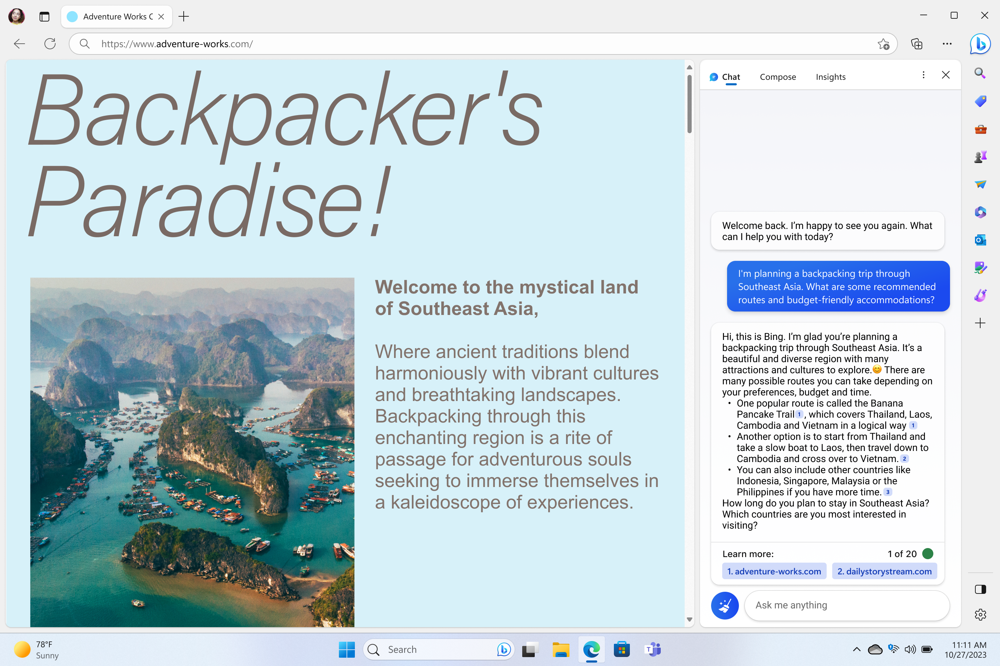 Adventure Works C
https://www.adventure-works.com/
Backpacker's
Paradise!
Welcome to the mystical land
of Southeast Asia,
Where ancient traditions blend
harmoniously with vibrant cultures
and breathtaking landscapes.
Backpacking through this
enchanting region is a rite of
passage for adventurous souls
seeking to immerse themselves in
a kaleidoscope of experiences.
Chat Compose Insights
Welcome back. I’m happy to see you again. What
can I help you with today?
I'm planning a backpacking trip through
Southeast Asia. What are some recommended
routes and budget-friendly accommodations?
Hi, this is Bing. I’m glad you’re planning a
backpacking trip through Southeast Asia. It’s a
beautiful and diverse region with many
attractions and cultures to explore.😊 There are
many possible routes you can take depending on
your preferences, budget and time.
• One popular route is called the Banana
Pancake Trail 1, which covers Thailand, Laos,
Cambodia and Vietnam in a logical way 1
• Another option is to start from Thailand and
take a slow boat to Laos, then travel down to
Cambodia and cross over to Vietnam. 2
• You can also include other countries like
Indonesia, Singapore, Malaysia or the
Philippines if you have more time. 3
How long do you plan to stay in Southeast Asia?
Which countries are you most interested in
visiting?
Learn more: 1 of 20
1. adventure-works.com 2. dailystorystream.com
Ask me anything
78°F
Sunny
Search
11:11 AM
10/27/2023